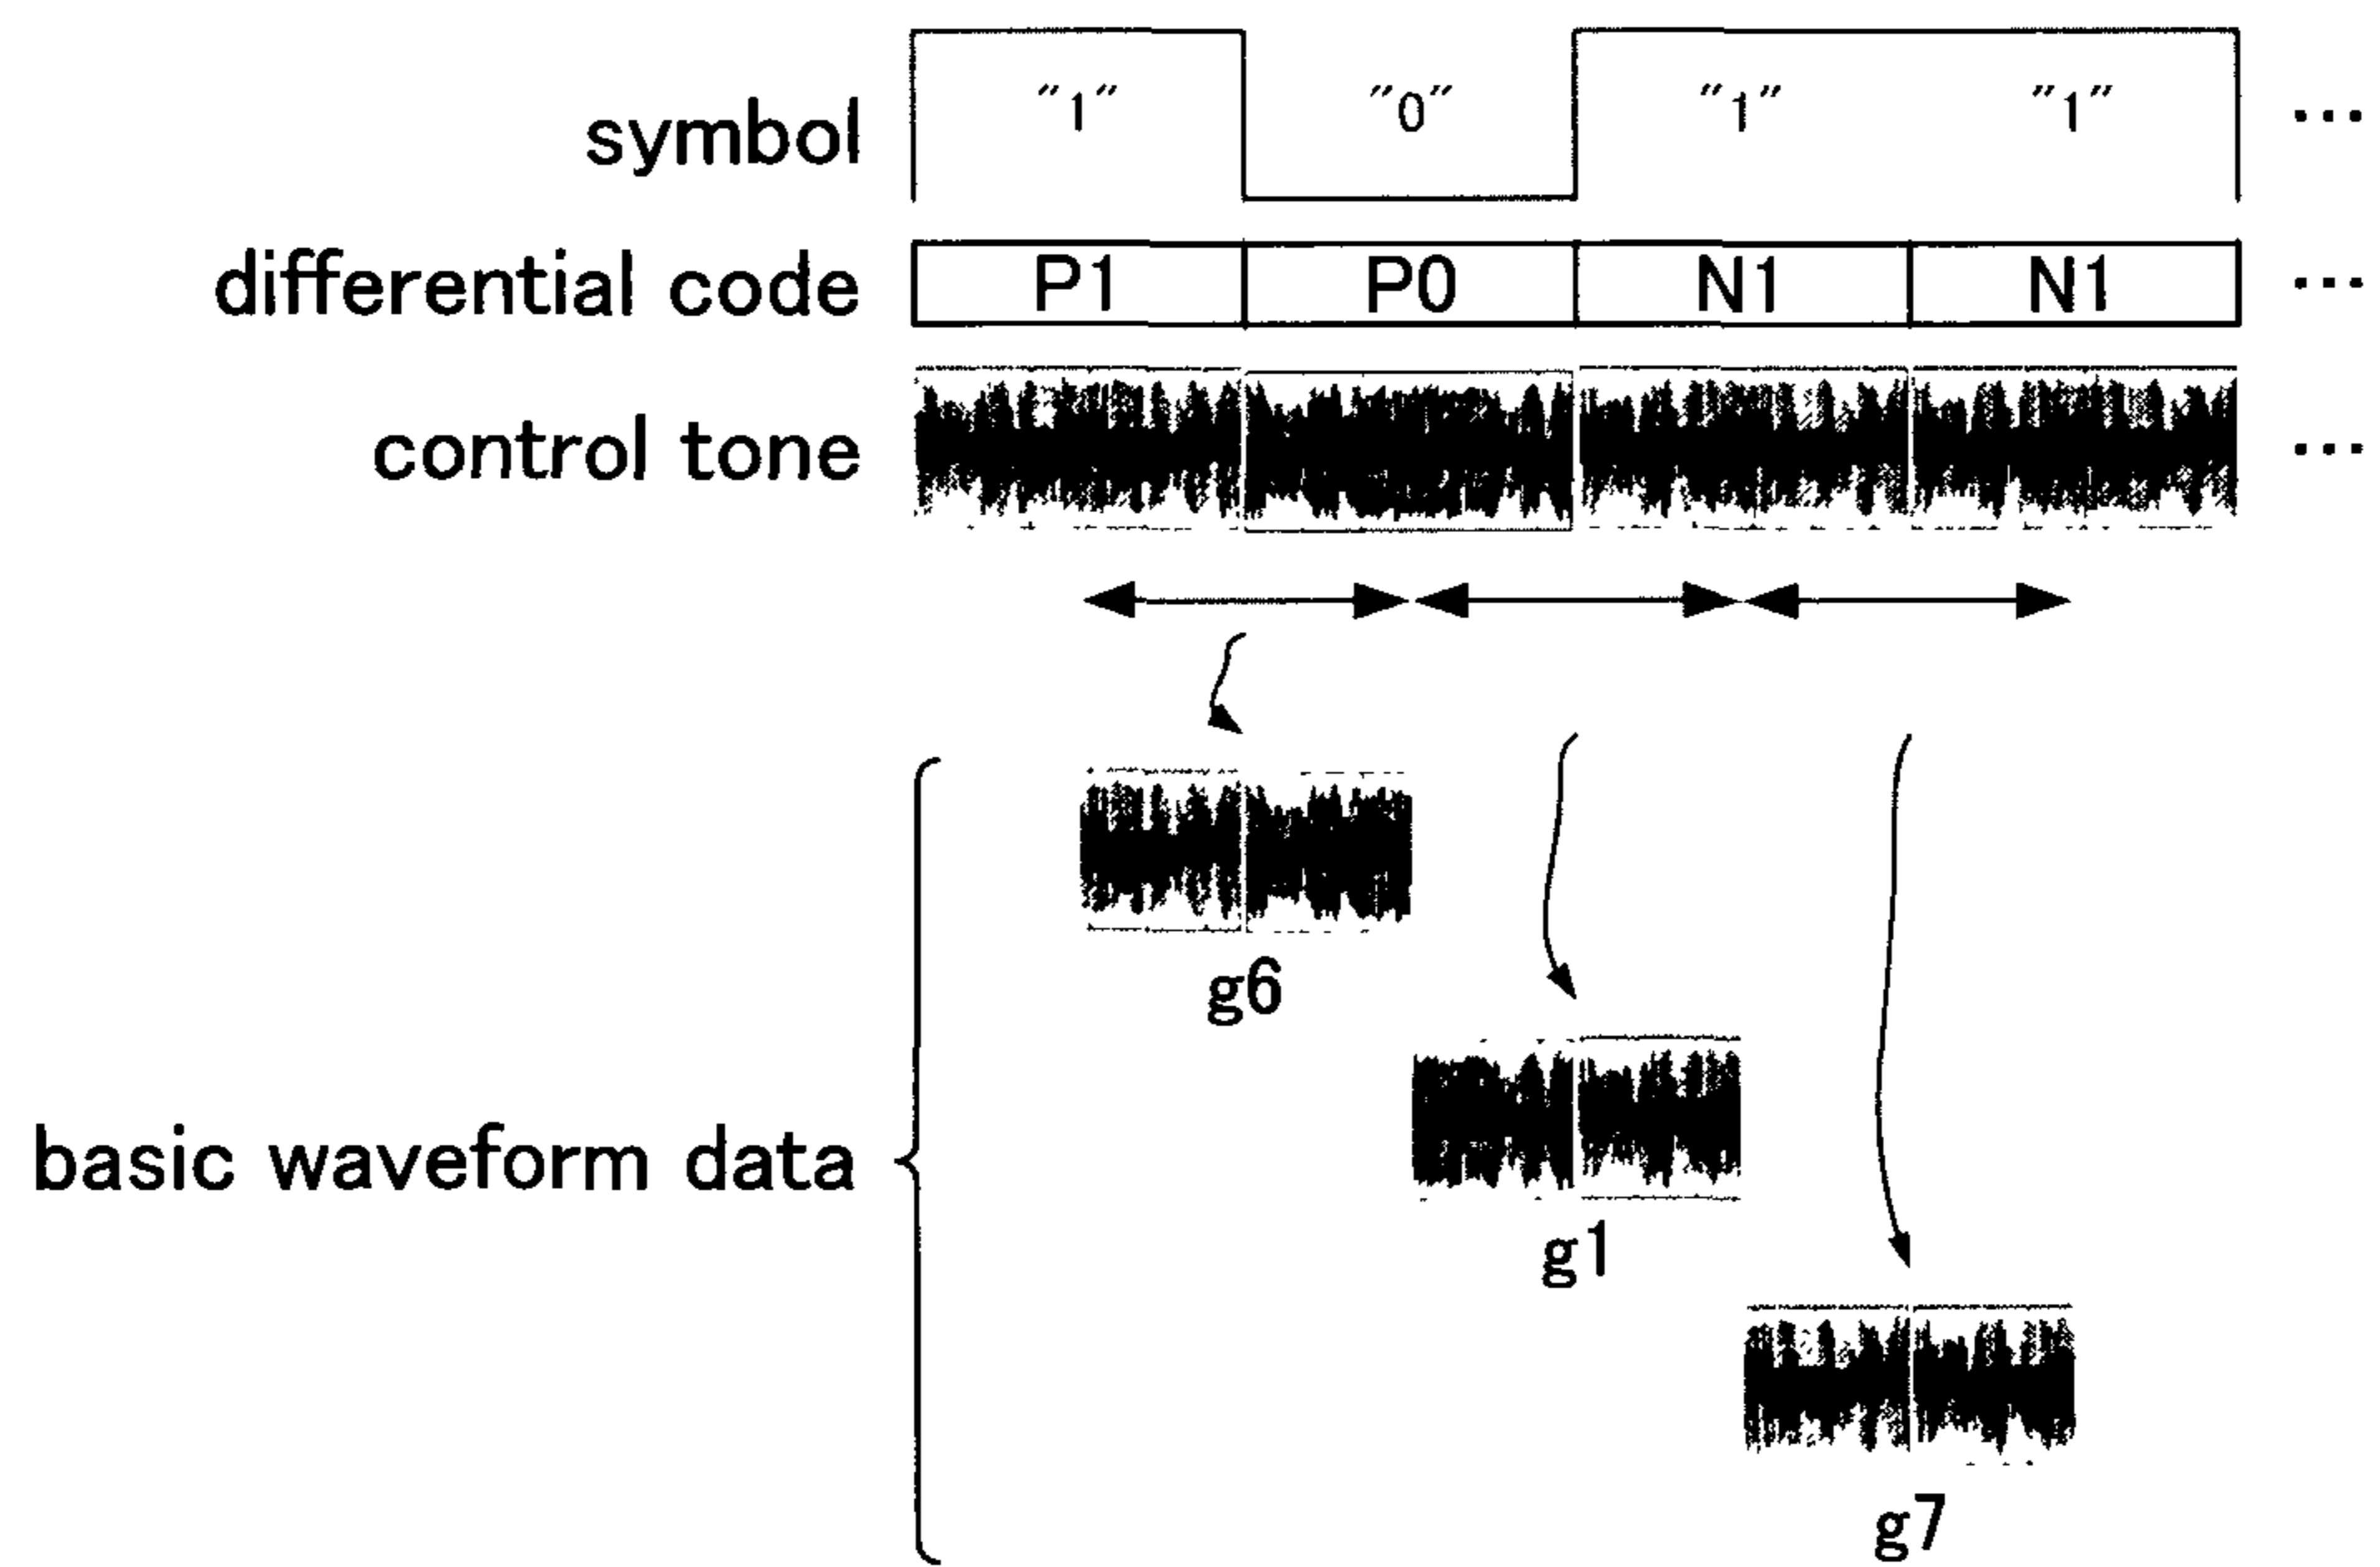 symbol "1" "0" "1" "1" ...
differential code P1 P0 N1 N1 ...
control tone ...
g6
g1
basic waveform data
g7